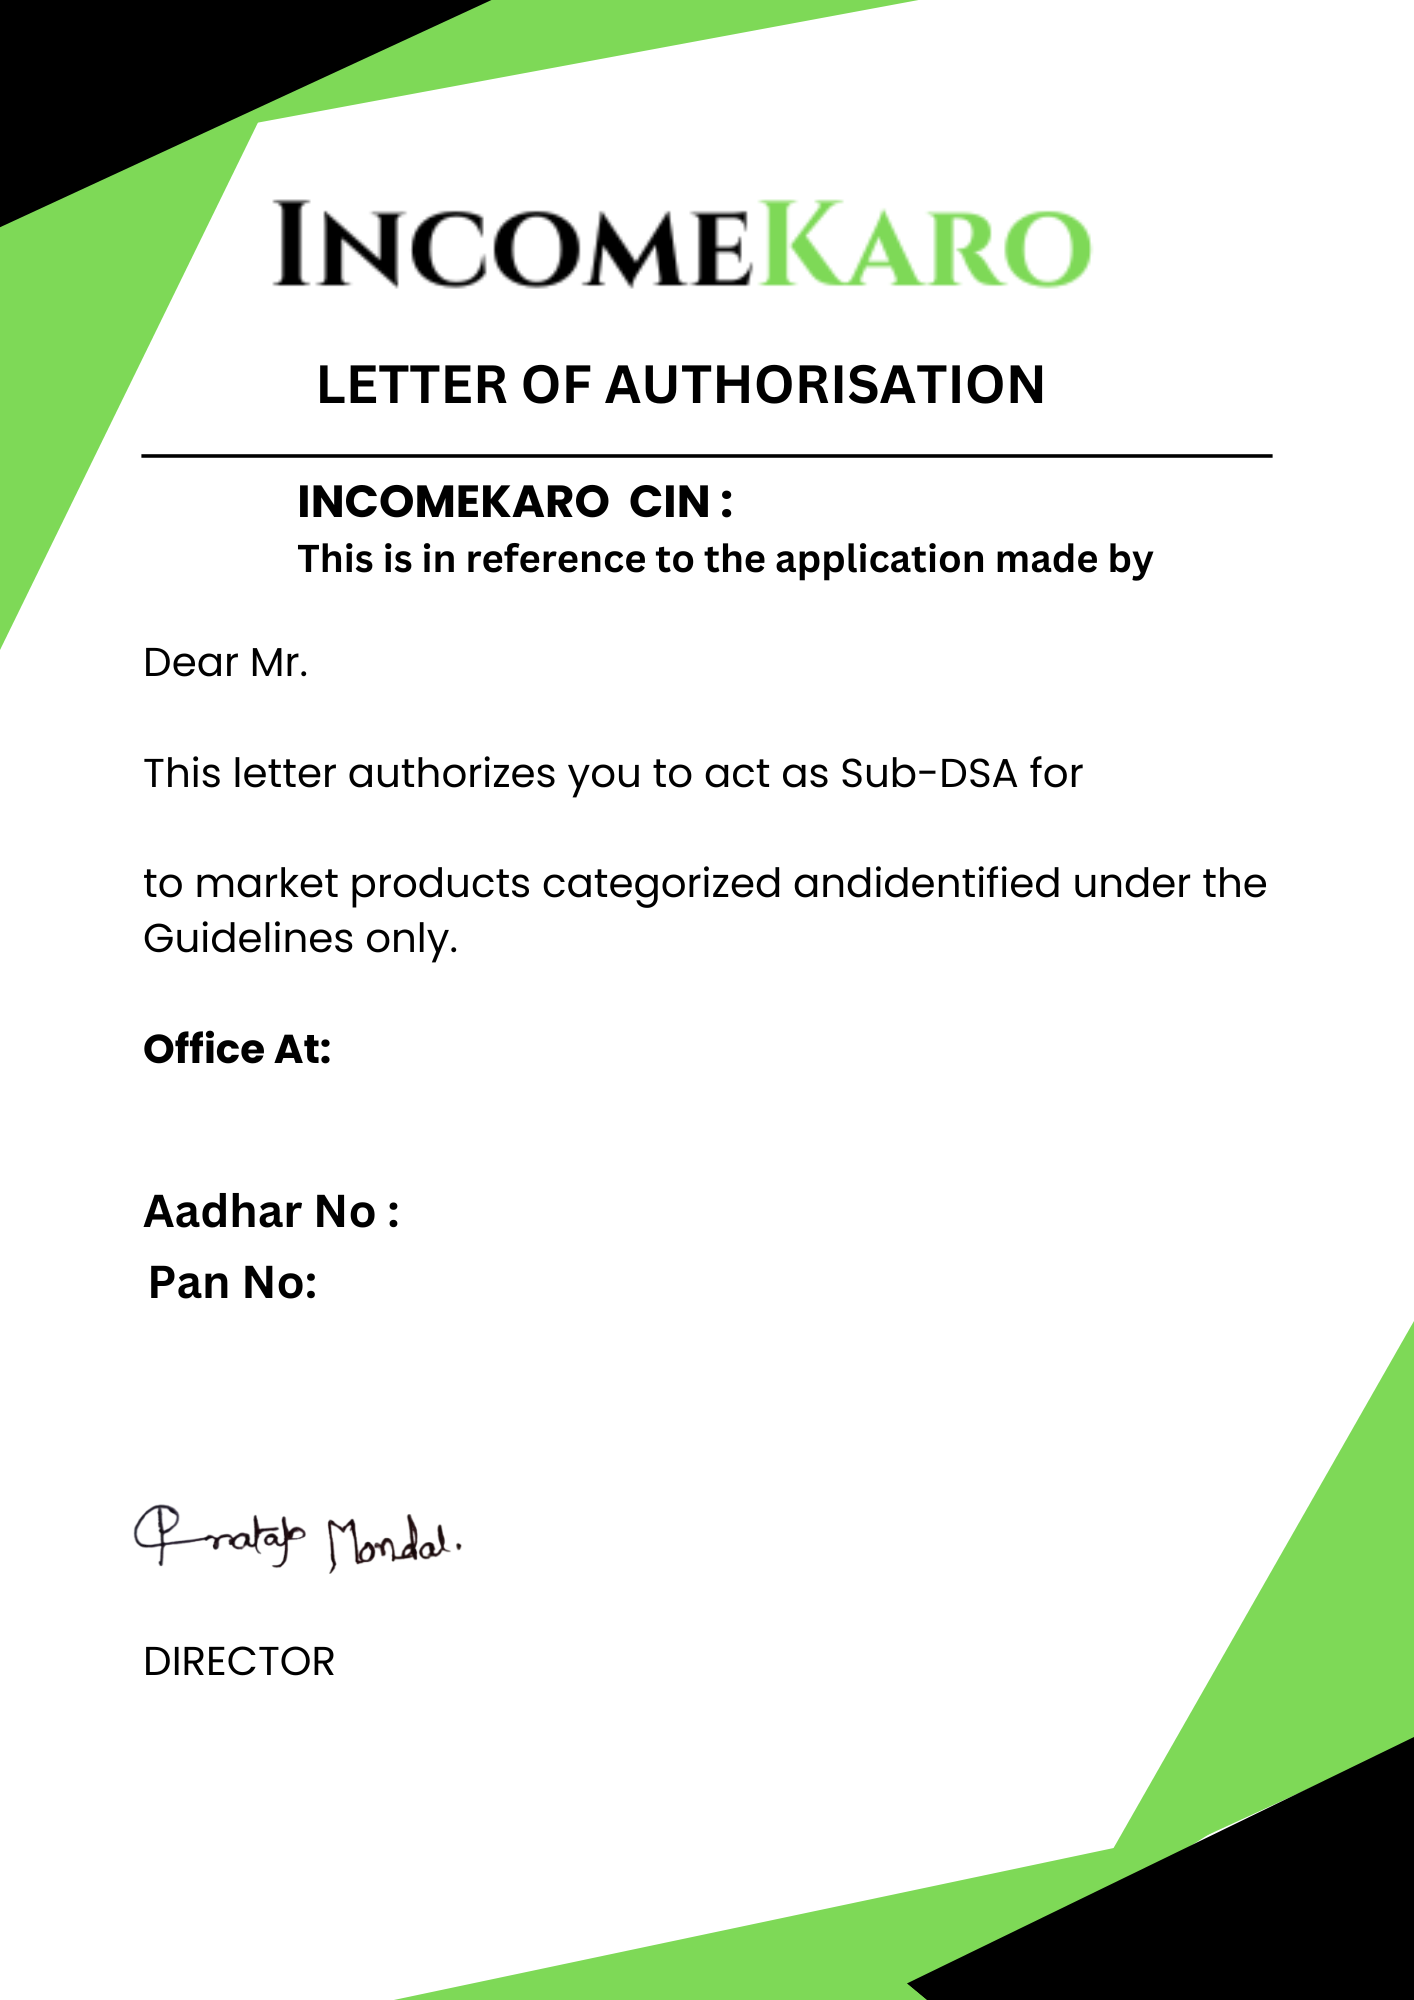 INCOMEKARO
LETTER OF AUTHORISATION
INCOMEKARO CIN :
This is in reference to the application made by
Dear Mr.
This letter authorizes you to act as Sub-DSA for
to market products categorized andidentified under the
Guidelines only.
Office At:
Aadhar No :
Pan No:
Pratap Mondal.
DIRECTOR